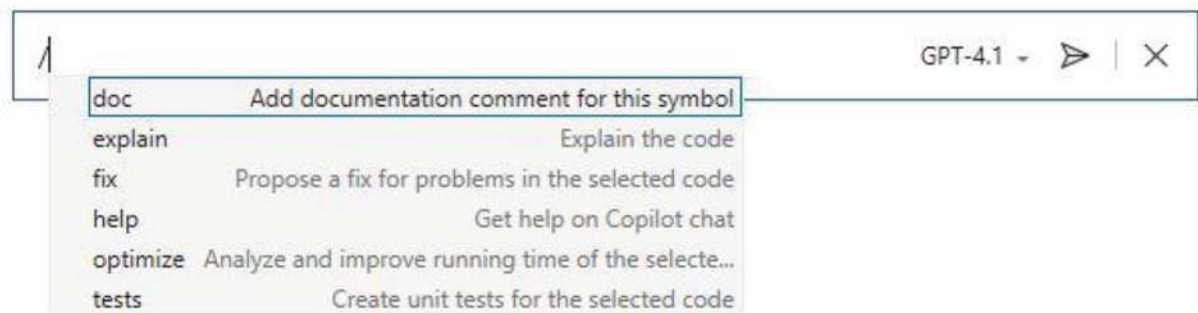 /
GPT-4.1
doc Add documentation comment for this symbol
explain Explain the code
fix Propose a fix for problems in the selected code
help Get help on Copilot chat
optimize Analyze and improve running time of the selecte...
tests Create unit tests for the selected code